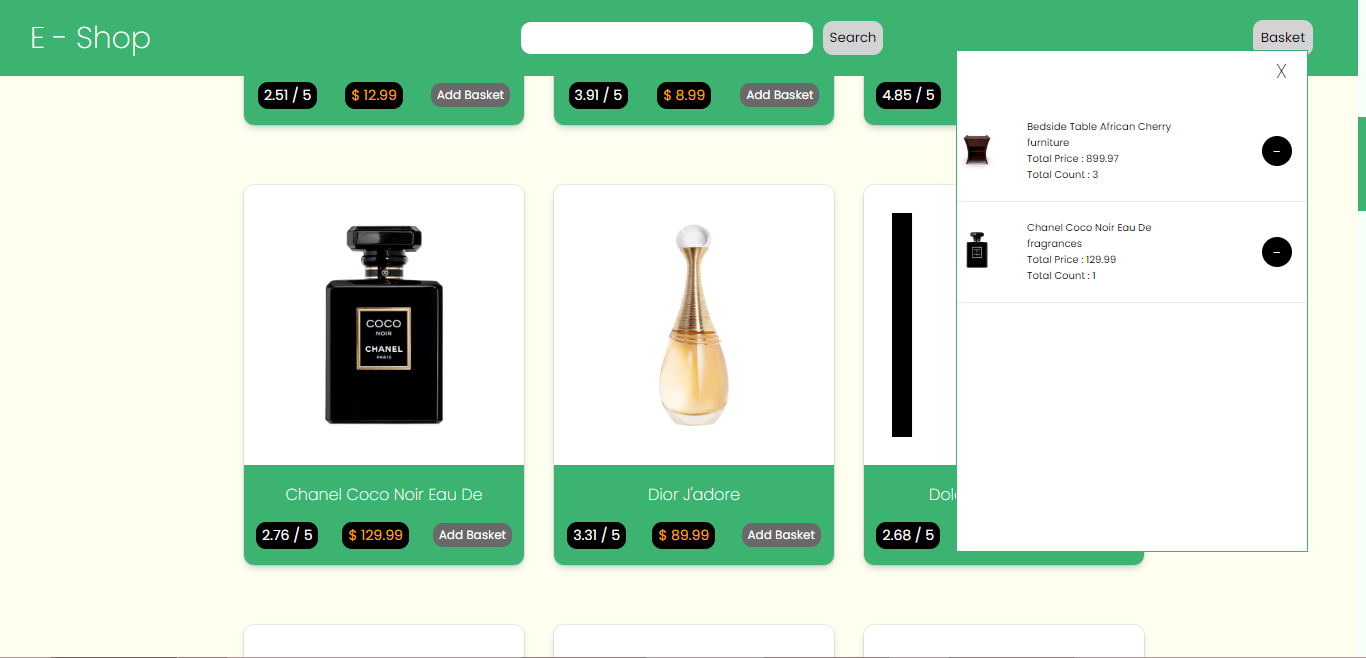 E - Shop
Search
Basket
X
2.51 / 5
$ 12.99
Add Basket
3.91 / 5
$ 8.99
Add Basket
4.85 / 5
Bedside Table African Cherry
furniture
Total Price : 899.97
Total Count : 3
–
Chanel Coco Noir Eau De
fragrances
Total Price : 129.99
Total Count : 1
–
COCO
NOIR
CHANEL
PARIS
Chanel Coco Noir Eau De
2.76 / 5
$ 129.99
Add Basket
Dior J'adore
3.31 / 5
$ 89.99
Add Basket
2.68 / 5